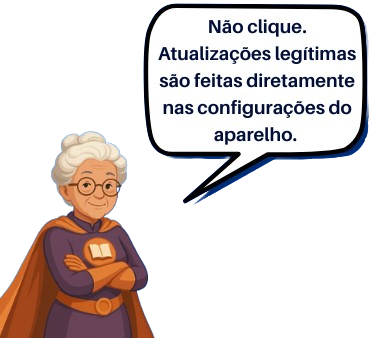 Não clique.
Atualizações legítimas
são feitas diretamente
nas configurações do
aparelho.